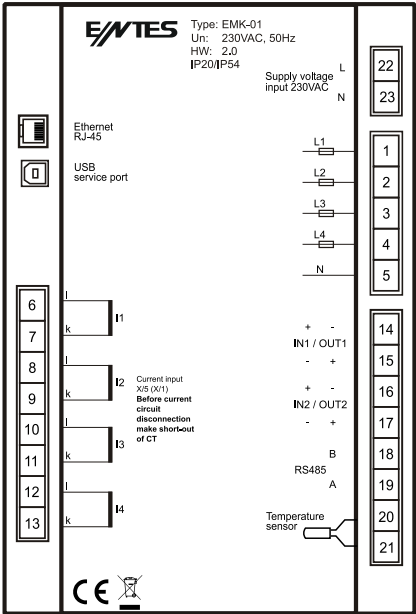 ENTES
Type: EMK-01
Un: 230VAC, 50Hz
HW: 2.0
IP20/IP54
Supply voltage
input 230VAC
L
N
22
23
Ethernet
RJ-45
USB
service port
L1
L2
L3
L4
N
1
2
3
4
5
6
7
8
9
10
11
12
13
l
k
I1
l
k
I2
l
k
I3
l
k
I4
Current input
X/5 (X/1)
Before current
circuit
disconnection
make short-out
of CT
+ -
IN1 / OUT1
- +
+ -
IN2 / OUT2
- +
B
RS485
A
Temperature
sensor
14
15
16
17
18
19
20
21
CE